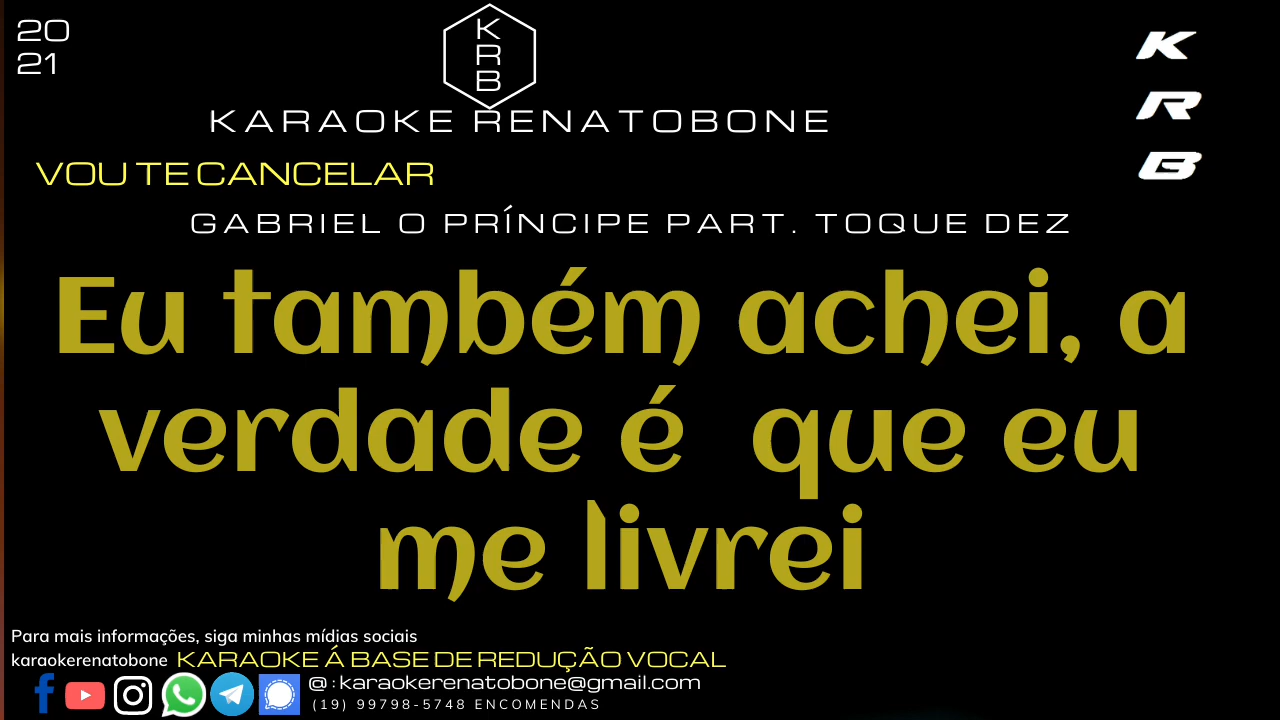 20
21
K
R
B
KARAOKE RENATOBONE
K
R
B
VOU TE CANCELAR
GABRIEL O PRÍNCIPE PART. TOQUE DEZ
Eu também achei, a
verdade é que eu
me livrei
Para mais informações, siga minhas mídias sociais
karaokerenatobone KARAOKE Á BASE DE REDUÇÃO VOCAL
@ : karaokerenatobone@gmail.com
(19) 99798-5748 ENCOMENDAS